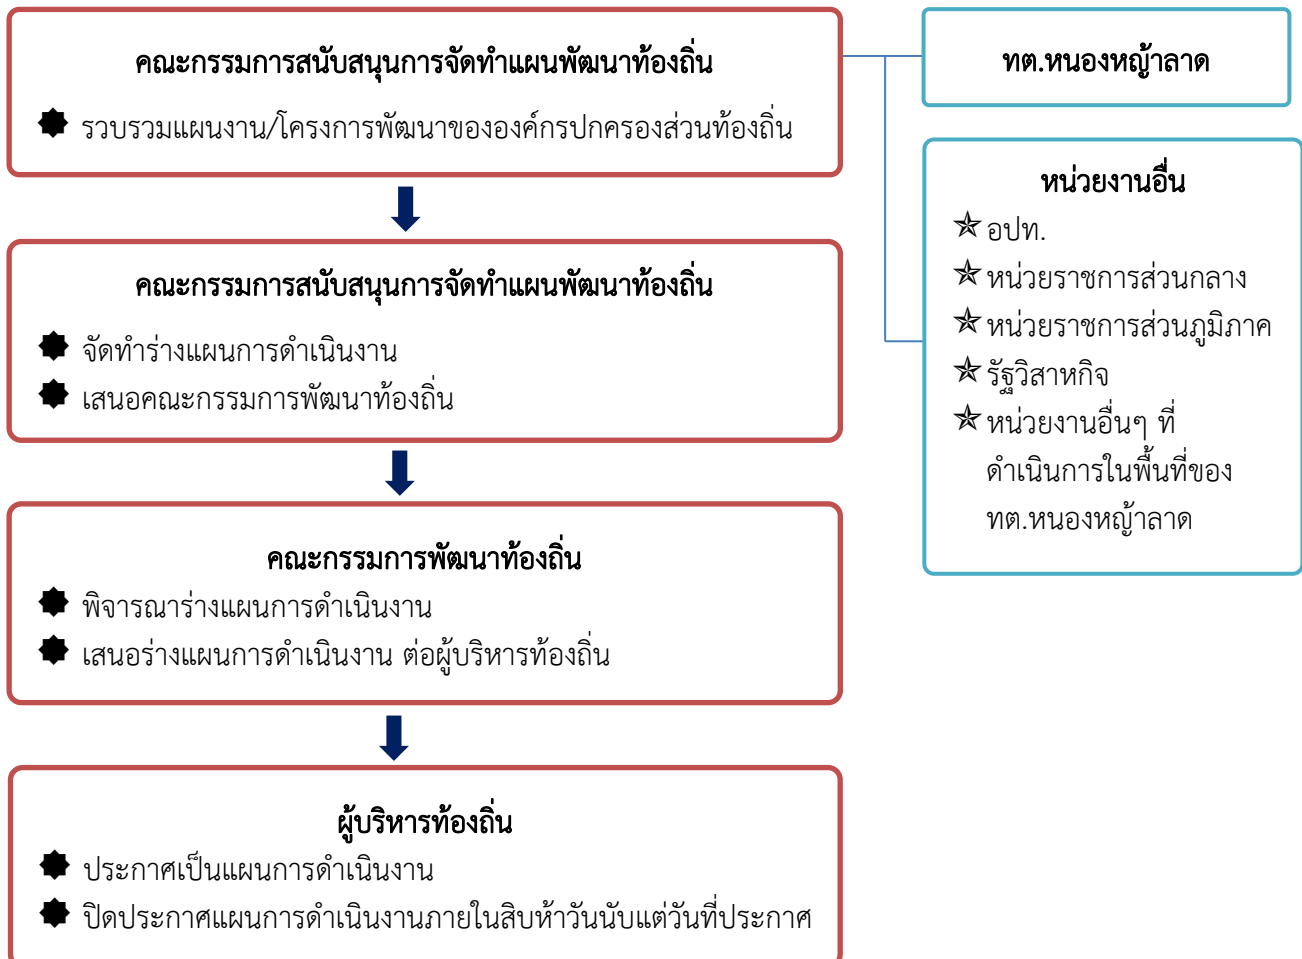 คณะกรรมการสนับสนุนการจัดทำแผนพัฒนาท้องถิ่น
รวบรวมแผนงาน/โครงการพัฒนาขององค์กรปกครองส่วนท้องถิ่น
ทต.หนองหญ้าลาด
หน่วยงานอื่น
อปท.
หน่วยราชการส่วนกลาง
หน่วยราชการส่วนภูมิภาค
รัฐวิสาหกิจ
หน่วยงานอื่นๆ ที่
ดำเนินการในพื้นที่ของ
ทต.หนองหญ้าลาด
คณะกรรมการสนับสนุนการจัดทำแผนพัฒนาท้องถิ่น
จัดทำร่างแผนการดำเนินงาน
เสนอคณะกรรมการพัฒนาท้องถิ่น
คณะกรรมการพัฒนาท้องถิ่น
พิจารณาร่างแผนการดำเนินงาน
เสนอร่างแผนการดำเนินงาน ต่อผู้บริหารท้องถิ่น
ผู้บริหารท้องถิ่น
ประกาศเป็นแผนการดำเนินงาน
ปิดประกาศแผนการดำเนินงานภายในสิบห้าวันนับแต่วันที่ประกาศ